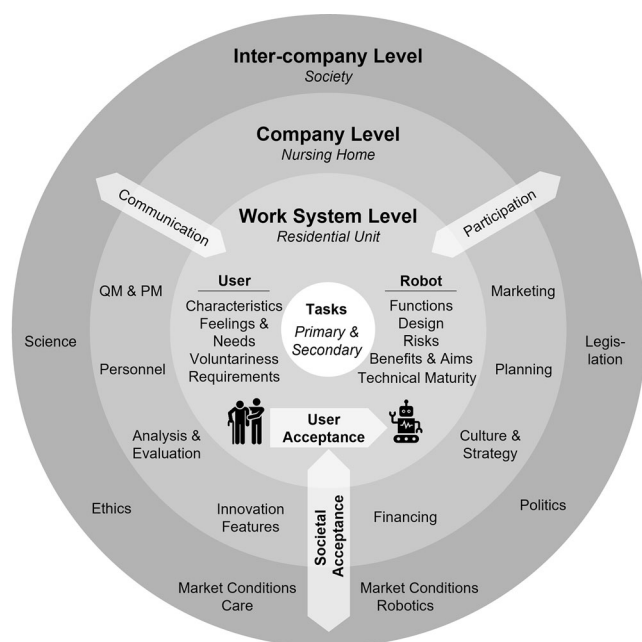 Inter-company Level
Society
Company Level
Nursing Home
Communication
Participation
Work System Level
Residential Unit
User
Characteristics
Feelings &
Needs
Voluntariness
Requirements
Tasks
Primary &
Secondary
Robot
Functions
Design
Risks
Benefits & Aims
Technical Maturity
QM & PM
Marketing
Science
Legis-
lation
Personnel
Planning
User
Acceptance
Analysis &
Evaluation
Culture &
Strategy
Ethics
Politics
Innovation
Features
Financing
Societal
Acceptance
Market Conditions
Care
Market Conditions
Robotics